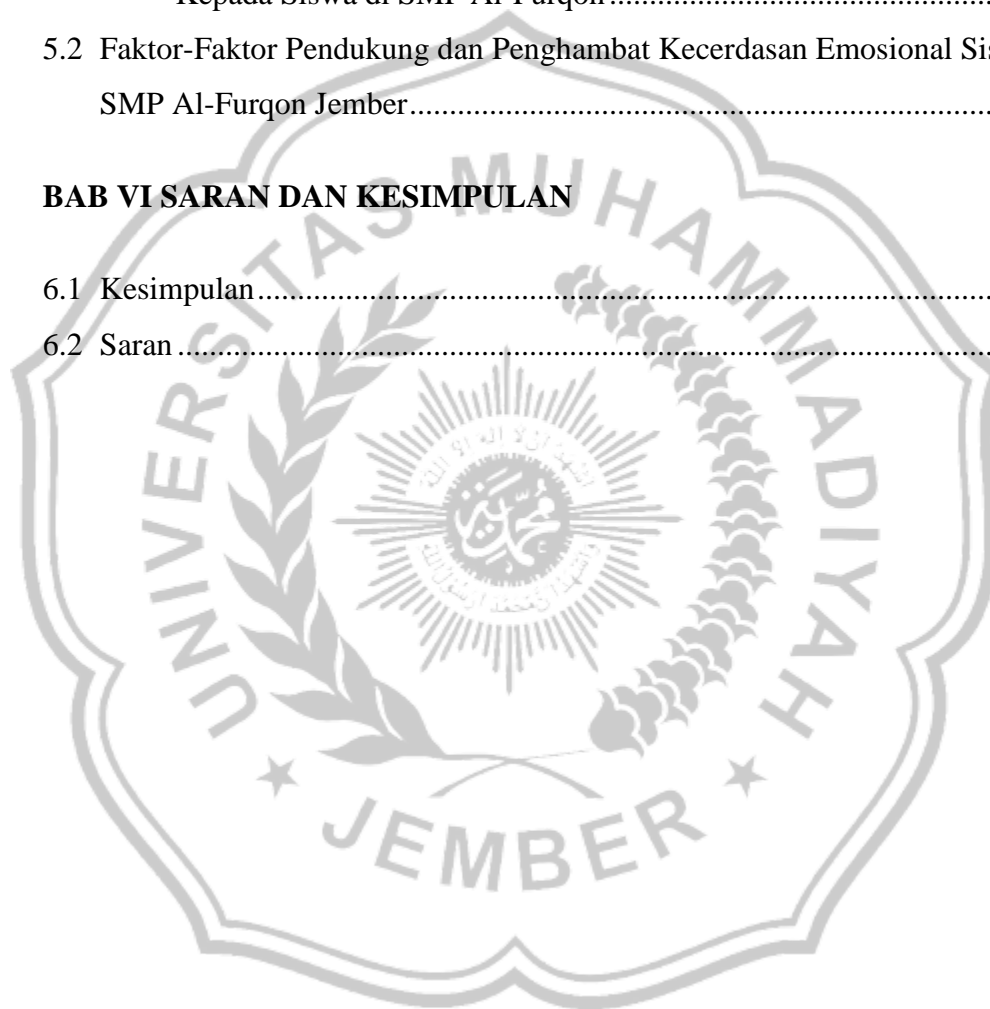 Kepada Siswa di SMP Al-Furqon
5.2 Faktor-Faktor Pendukung dan Penghambat Kecerdasan Emosional
SMP Al-Furqon Jember
BAB VI SARAN DAN KESIMPULAN
6.1 Kesimpulan
6.2 Saran
UNIVERSITAS MUHAMMADIYAH
JEMBER